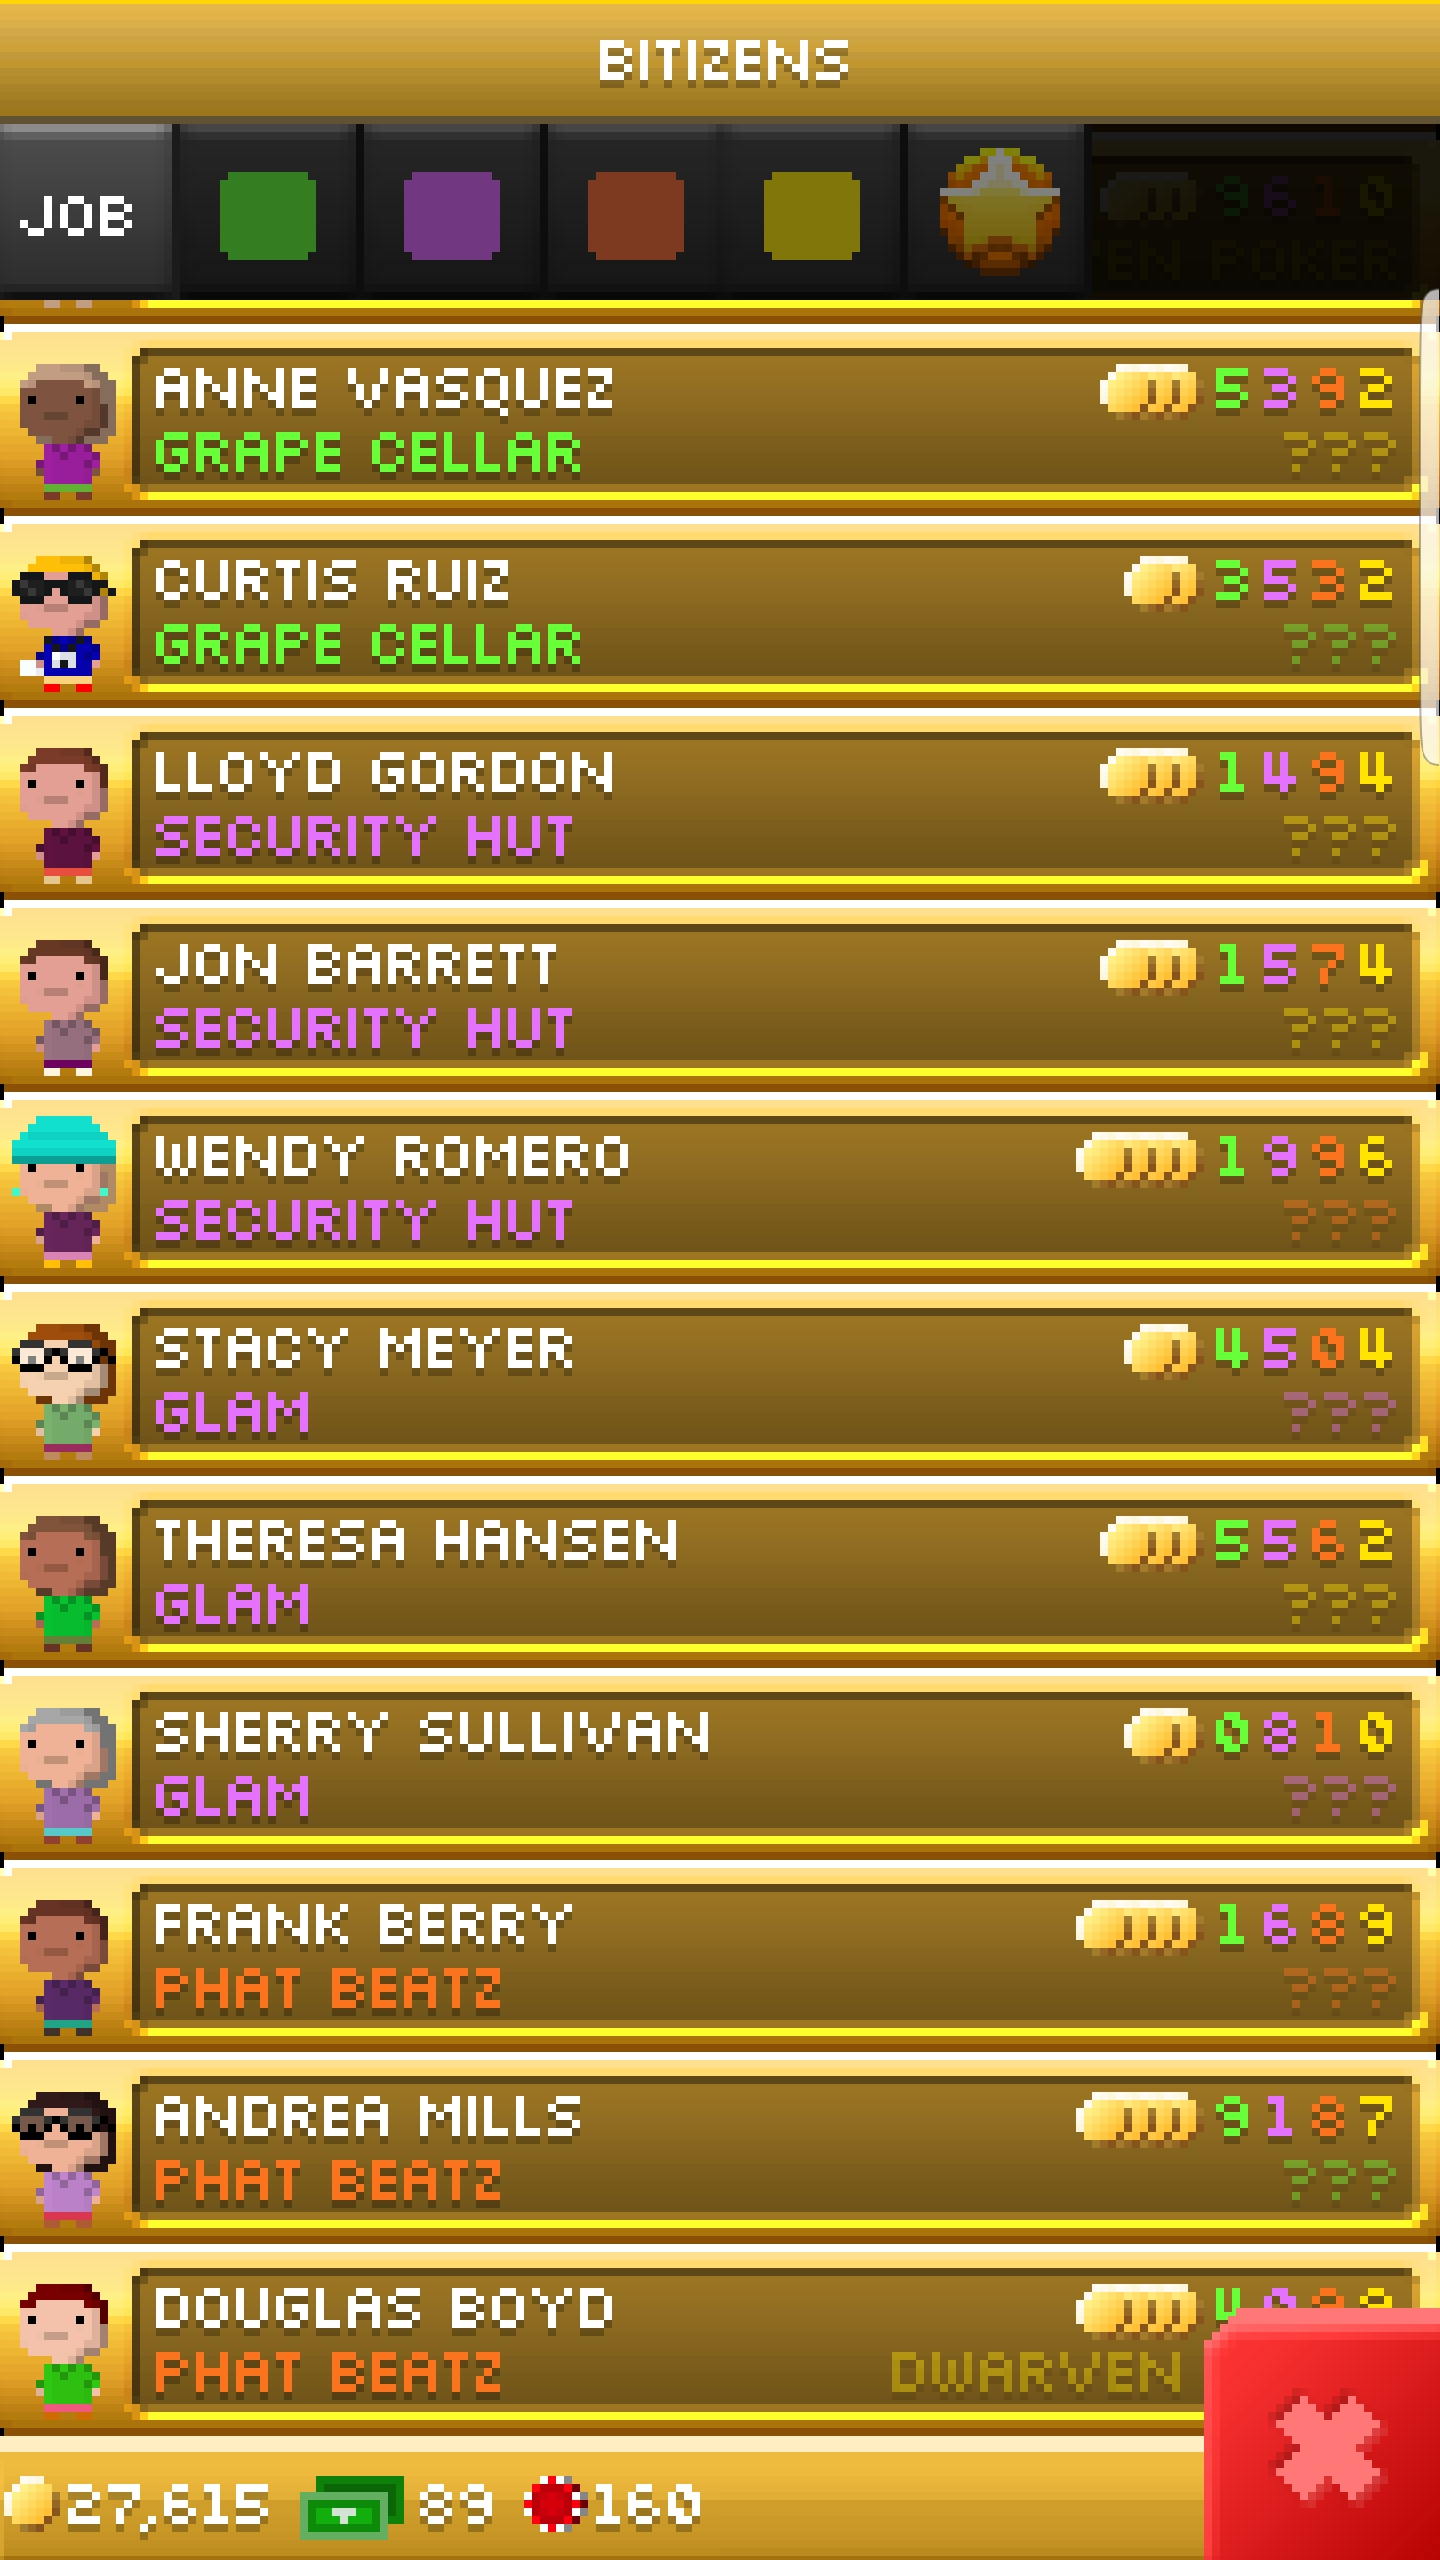 BITIZENS
JOB
9610
EN POKER
ANNE VASQUEZ 5392
GRAPE CELLAR ???
CURTIS RUIZ 3532
GRAPE CELLAR ???
LLOYD GORDON 1494
SECURITY HUT ???
JON BARRETT 1574
SECURITY HUT ???
WENDY ROMERO 1996
SECURITY HUT ???
STACY MEYER 4504
GLAM ???
THERESA HANSEN 5562
GLAM ???
SHERRY SULLIVAN 0810
GLAM ???
FRANK BERRY 1689
PHAT BEATZ ???
ANDREA MILLS 9187
PHAT BEATZ ???
DOUGLAS BOYD
PHAT BEATZ DWARVEN
27,615 89 160